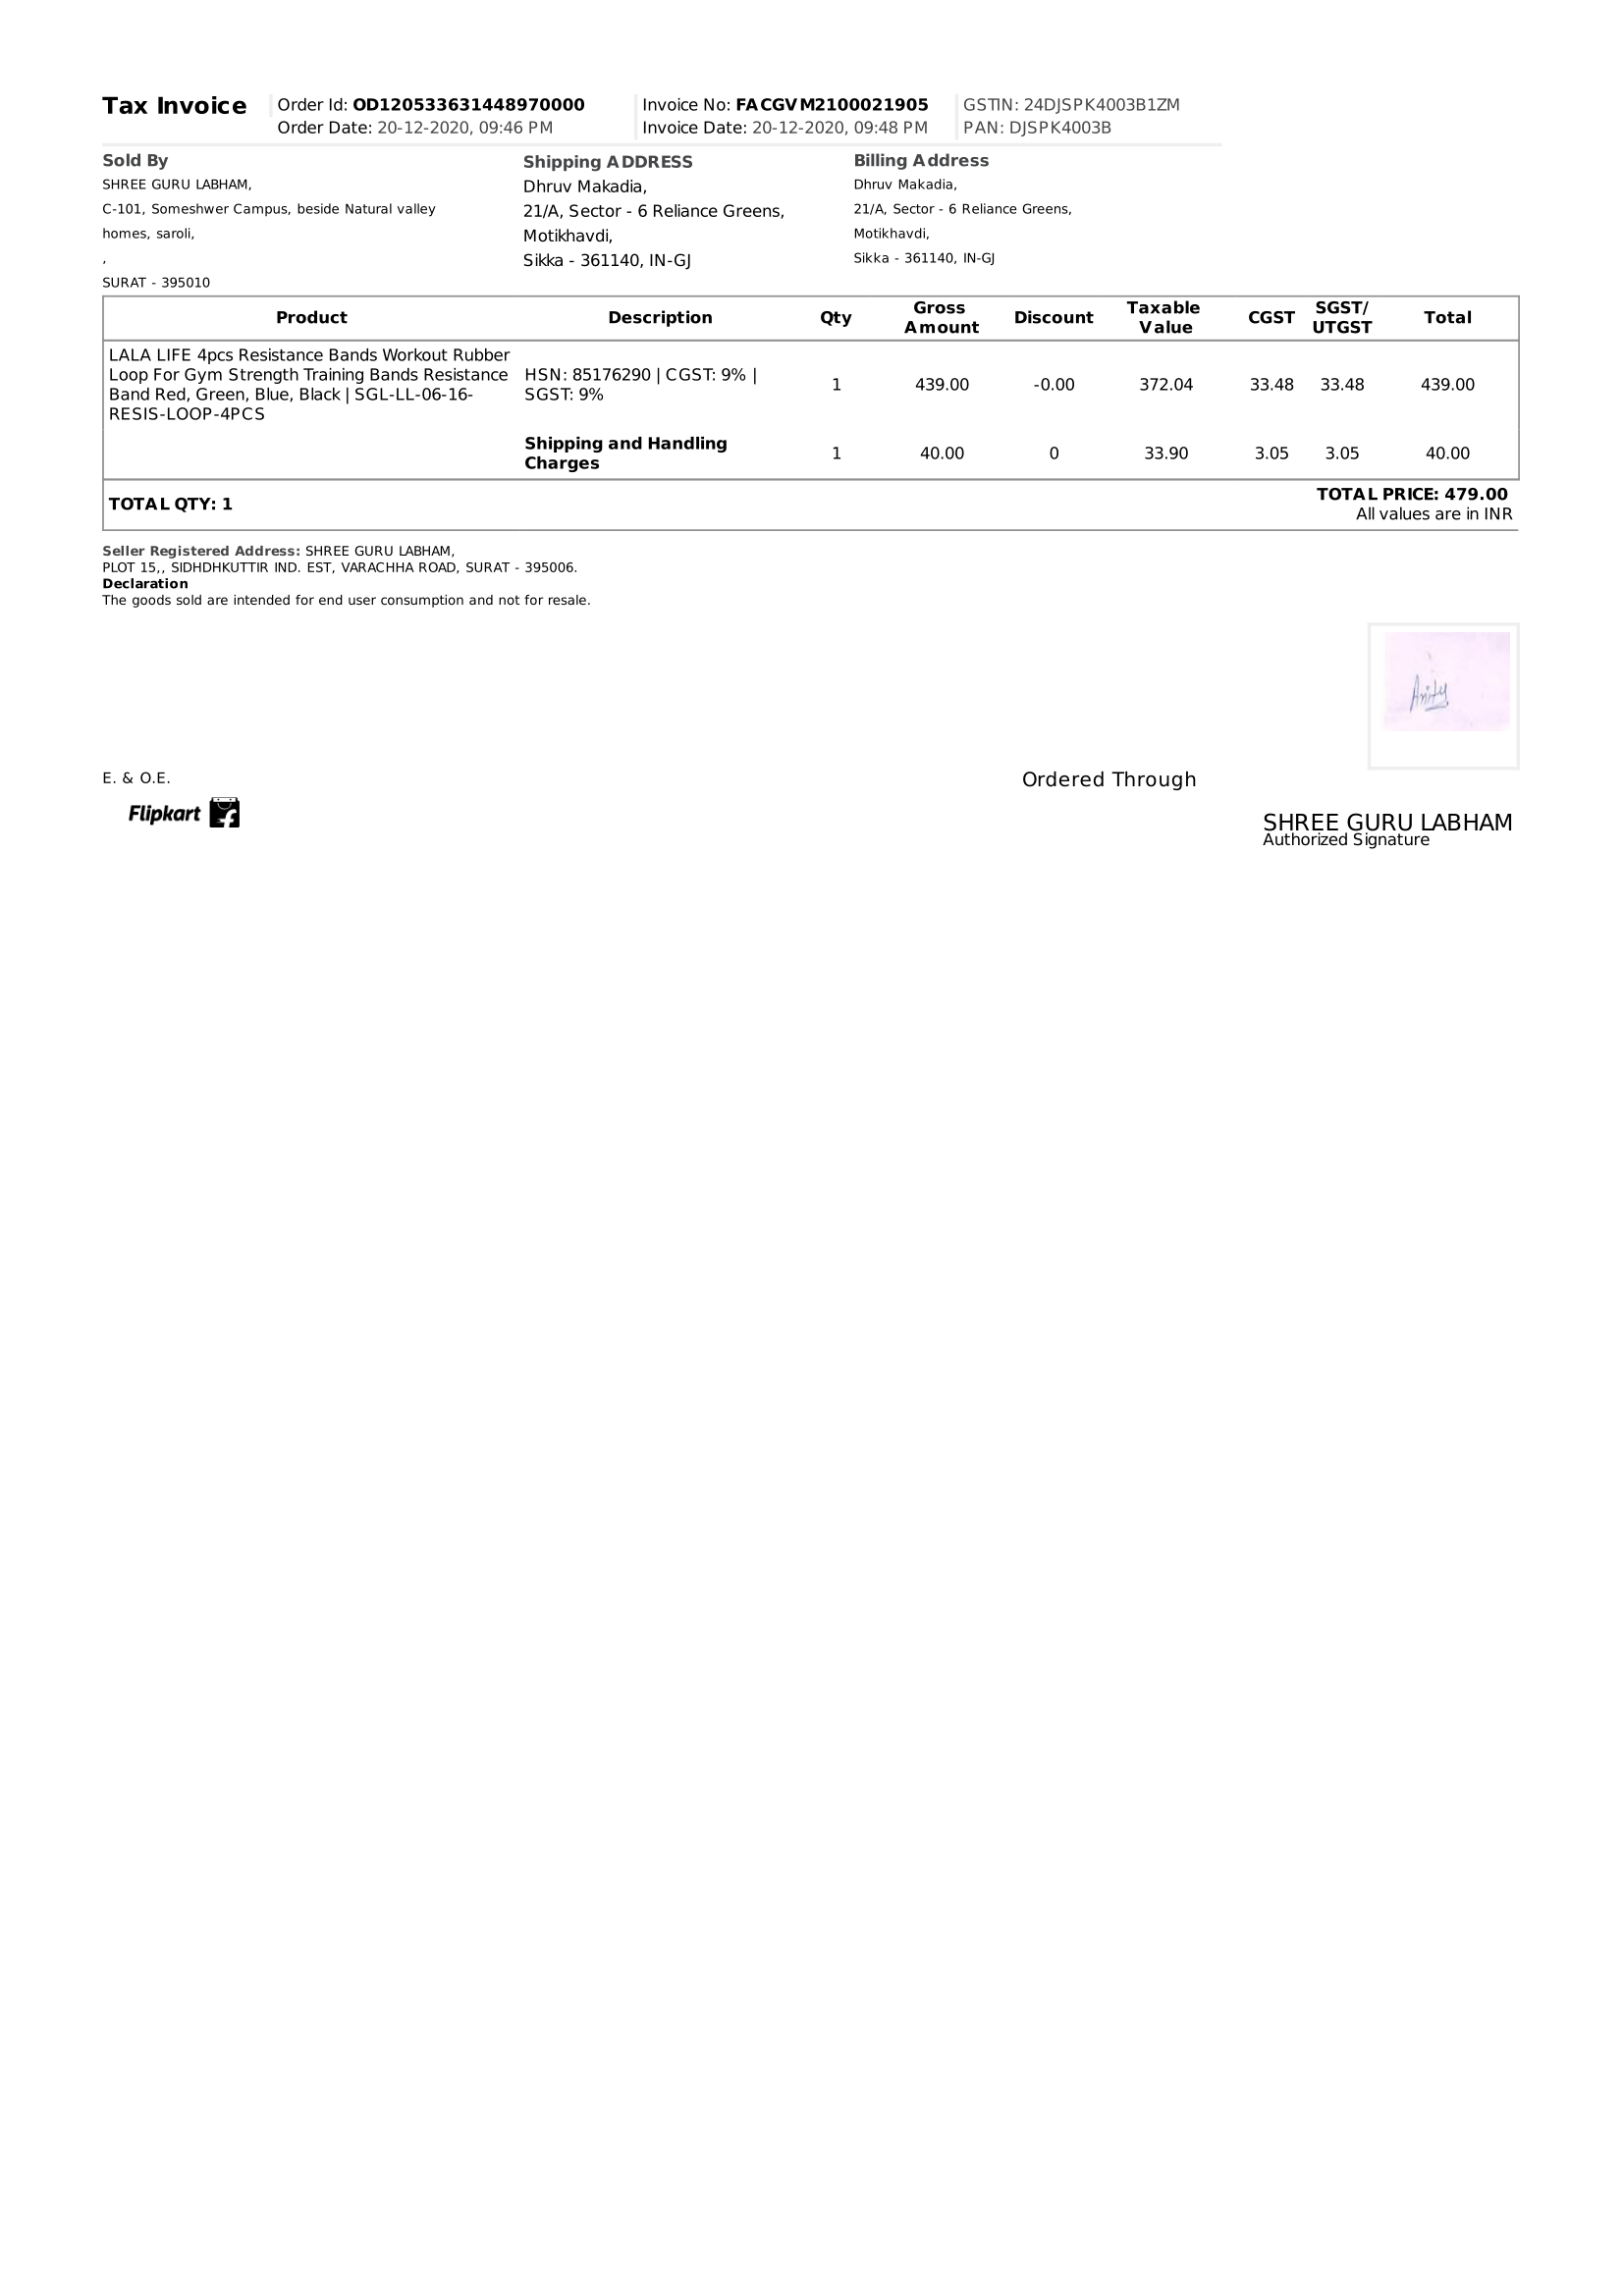 Tax Invoice
Order Id: OD120533631448970000
Order Date: 20-12-2020, 09:46 PM
Invoice No: FACGVM2100021905
Invoice Date: 20-12-2020, 09:48 PM
GSTIN: 24DJSPK4003B1ZM
PAN: DJSPK4003B
Sold By
SHREE GURU LABHAM,
C-101, Someshwer Campus, beside Natural valley
homes, saroli,
,
SURAT - 395010
Shipping ADDRESS
Dhruv Makadia,
21/A, Sector - 6 Reliance Greens,
Motikhavdi,
Sikka - 361140, IN-GJ
Billing Address
Dhruv Makadia,
21/A, Sector - 6 Reliance Greens,
Motikhavdi,
Sikka - 361140, IN-GJ
Product Description Qty Gross Amount Discount Taxable Value CGST SGST/ UTGST Total
LALA LIFE 4pcs Resistance Bands Workout Rubber
Loop For Gym Strength Training Bands Resistance
Band Red, Green, Blue, Black | SGL-LL-06-16-
RESIS-LOOP-4PCS
HSN: 85176290 | CGST: 9% |
SGST: 9%
1 439.00 -0.00 372.04 33.48 33.48 439.00
Shipping and Handling
Charges
1 40.00 0 33.90 3.05 3.05 40.00
TOTAL QTY: 1
TOTAL PRICE: 479.00
All values are in INR
Seller Registered Address: SHREE GURU LABHAM,
PLOT 15,, SIDHDHKUTTIR IND. EST, VARACHHA ROAD, SURAT - 395006.
Declaration
The goods sold are intended for end user consumption and not for resale.
E. & O.E.
Ordered Through
Flipkart
SHREE GURU LABHAM
Authorized Signature